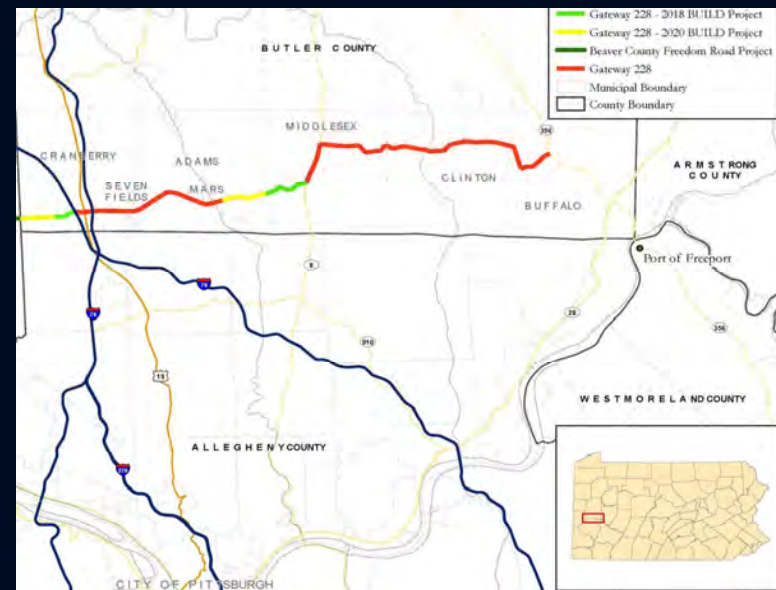 Gateway 228 - 2018 BUILD Project
Gateway 228 - 2020 BUILD Project
Beaver County Freedom Road Project
Gateway 228
Municipal Boundary
County Boundary
BUTLER COUNTY
MIDDLESEX
356
CRANBERRY
ADAMS
ARMSTRONG
COUNTY
CLINTON
SEVEN
FIELDS
MARS
BUFFALO
Port of Freeport
8
76
79
28
910
356
19
WESTMORELAND COUNTY
ALLEGHENY COUNTY
279
CITY OF PITTSBURGH